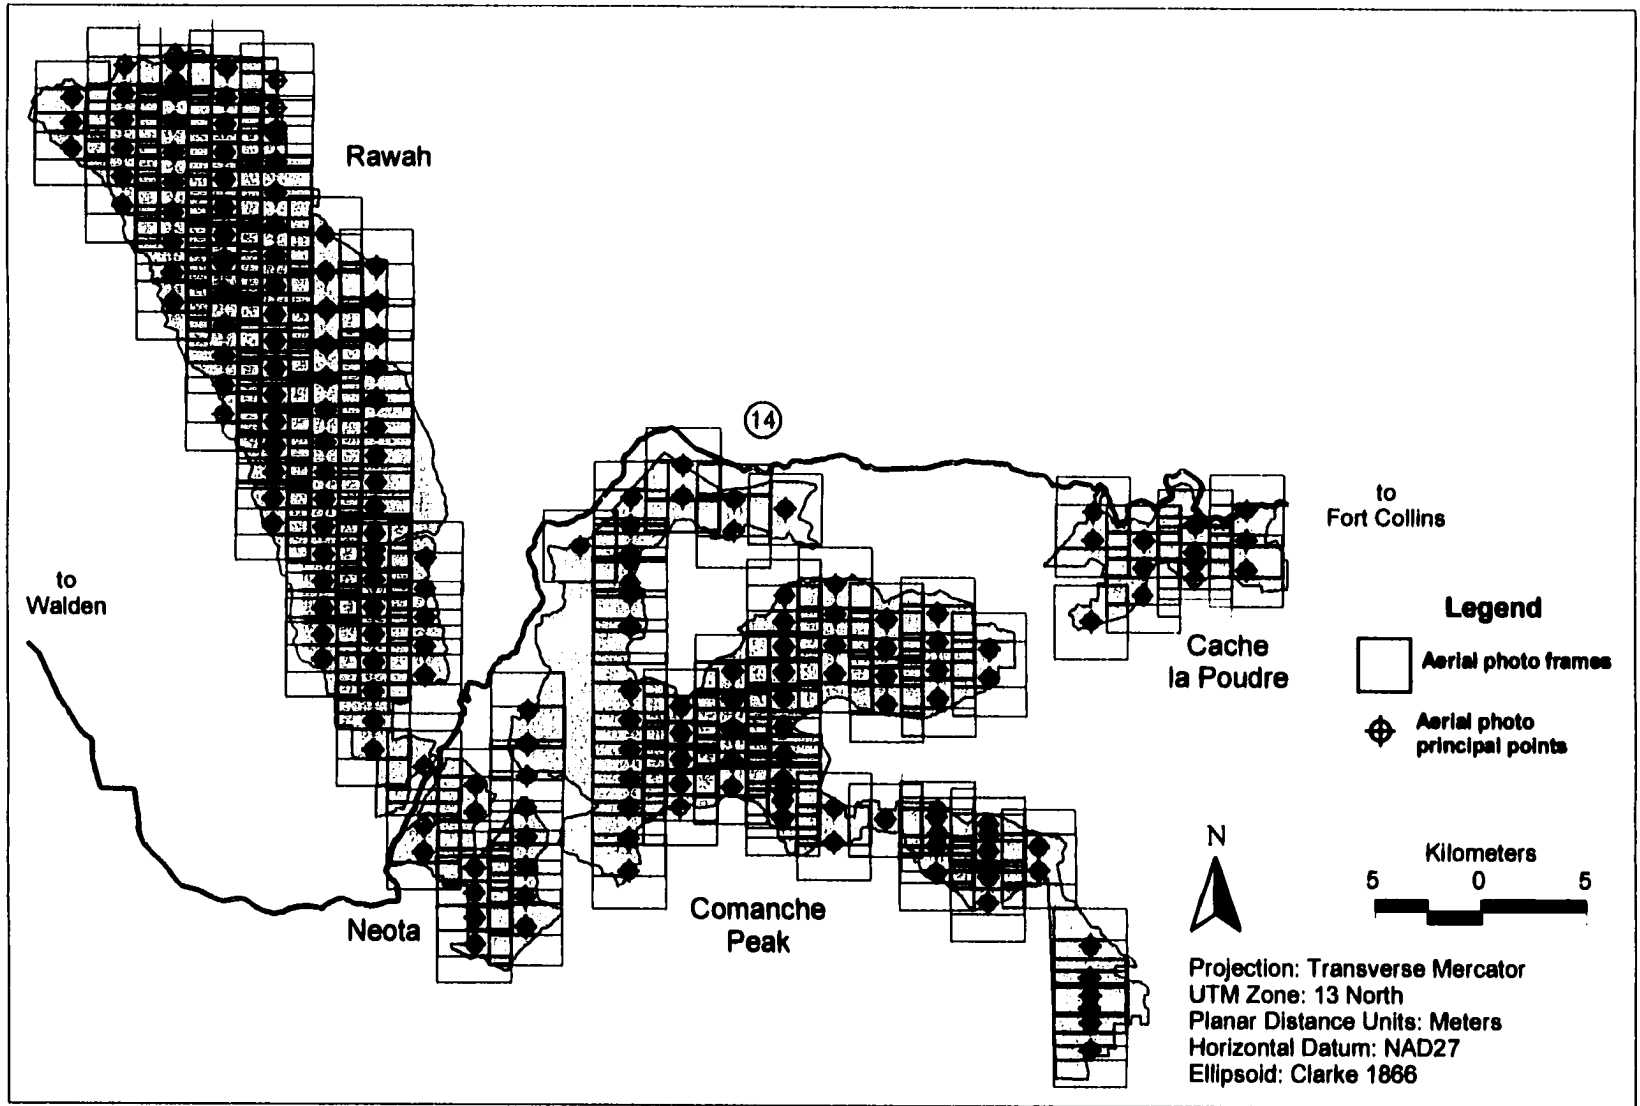 Rawah
14
to
Fort Collins
to
Walden
Legend
Aerial photo frames
Aerial photo
principal points
Cache
la Poudre
Neota
Comanche
Peak
N
Kilometers
5 0 5
Projection: Transverse Mercator
UTM Zone: 13 North
Planar Distance Units: Meters
Horizontal Datum: NAD27
Ellipsoid: Clarke 1866